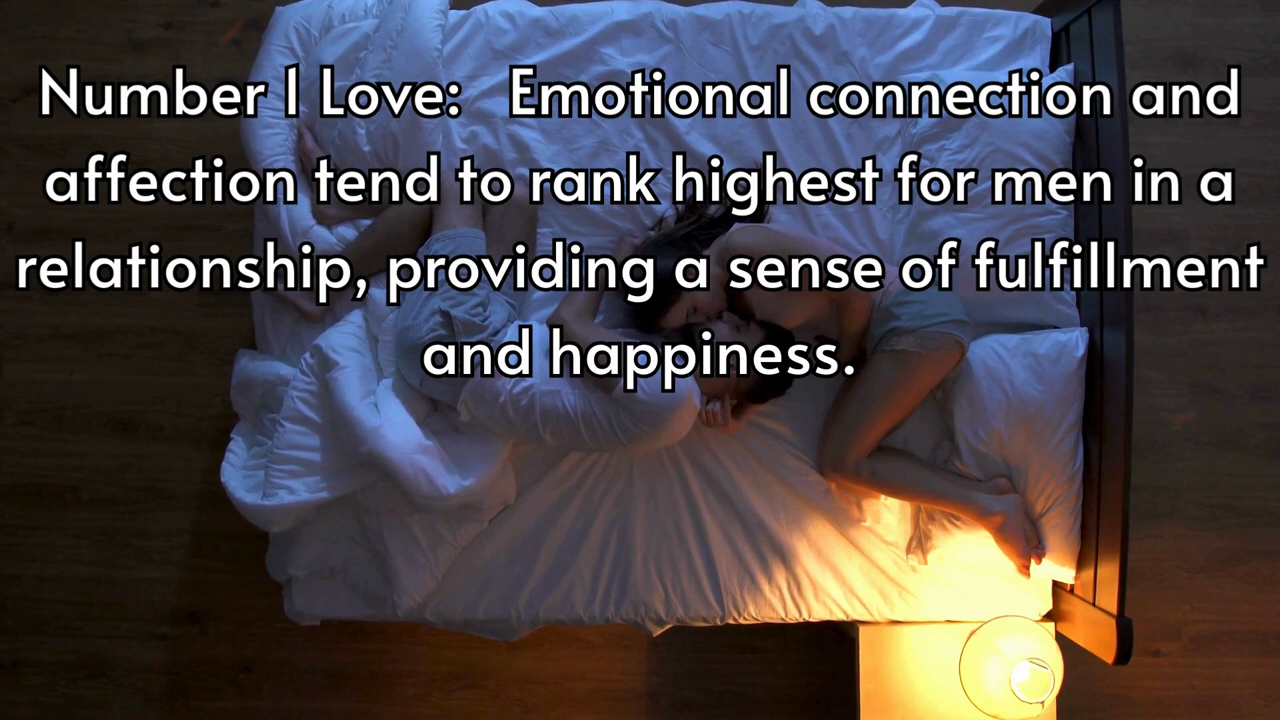 Number 1 Love:   Emotional connection and
affection tend to rank highest for men in a
relationship, providing a sense of fulfillment
and happiness.